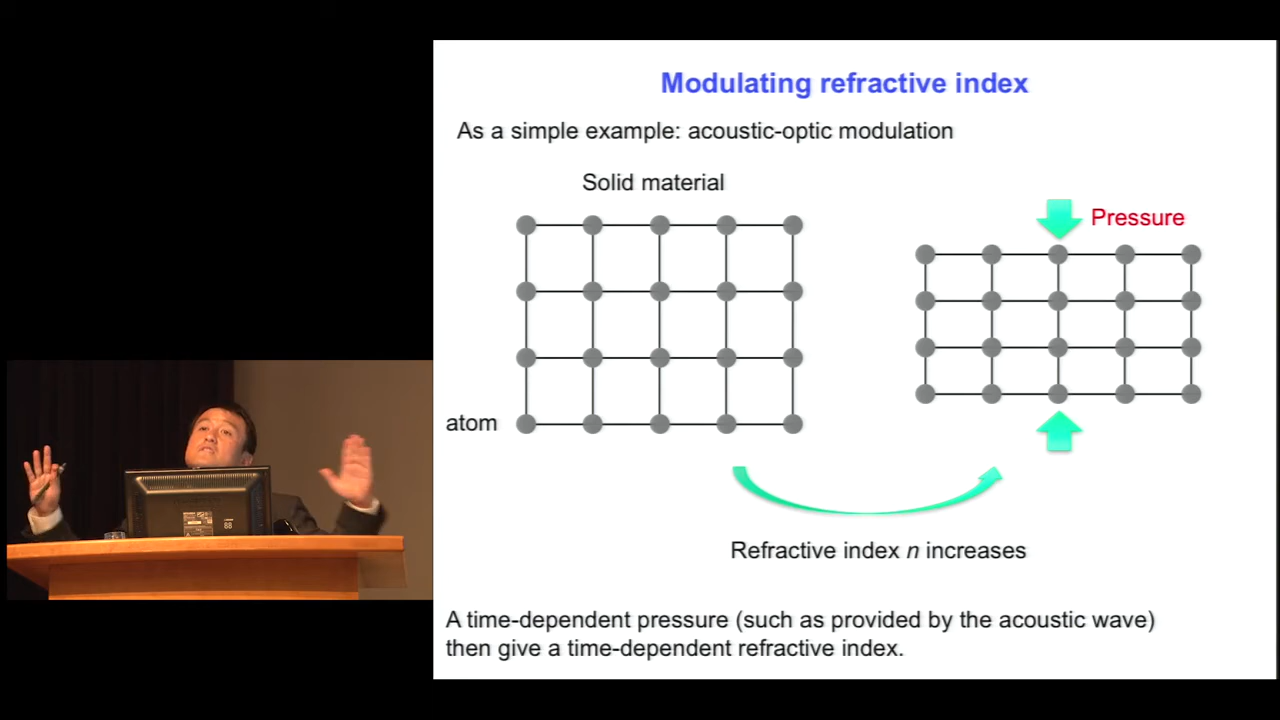 Modulating refractive index
As a simple example: acoustic-optic modulation
Solid material
Pressure
atom
Refractive index n increases
A time-dependent pressure (such as provided by the acoustic wave)
then give a time-dependent refractive index.
88